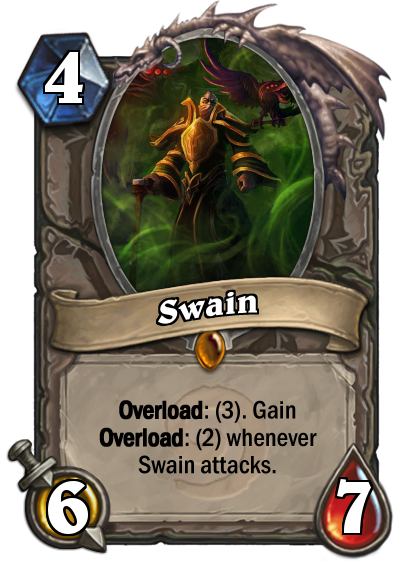 4
Swain
Overload: (3). Gain
Overload: (2) whenever
Swain attacks.
6
7